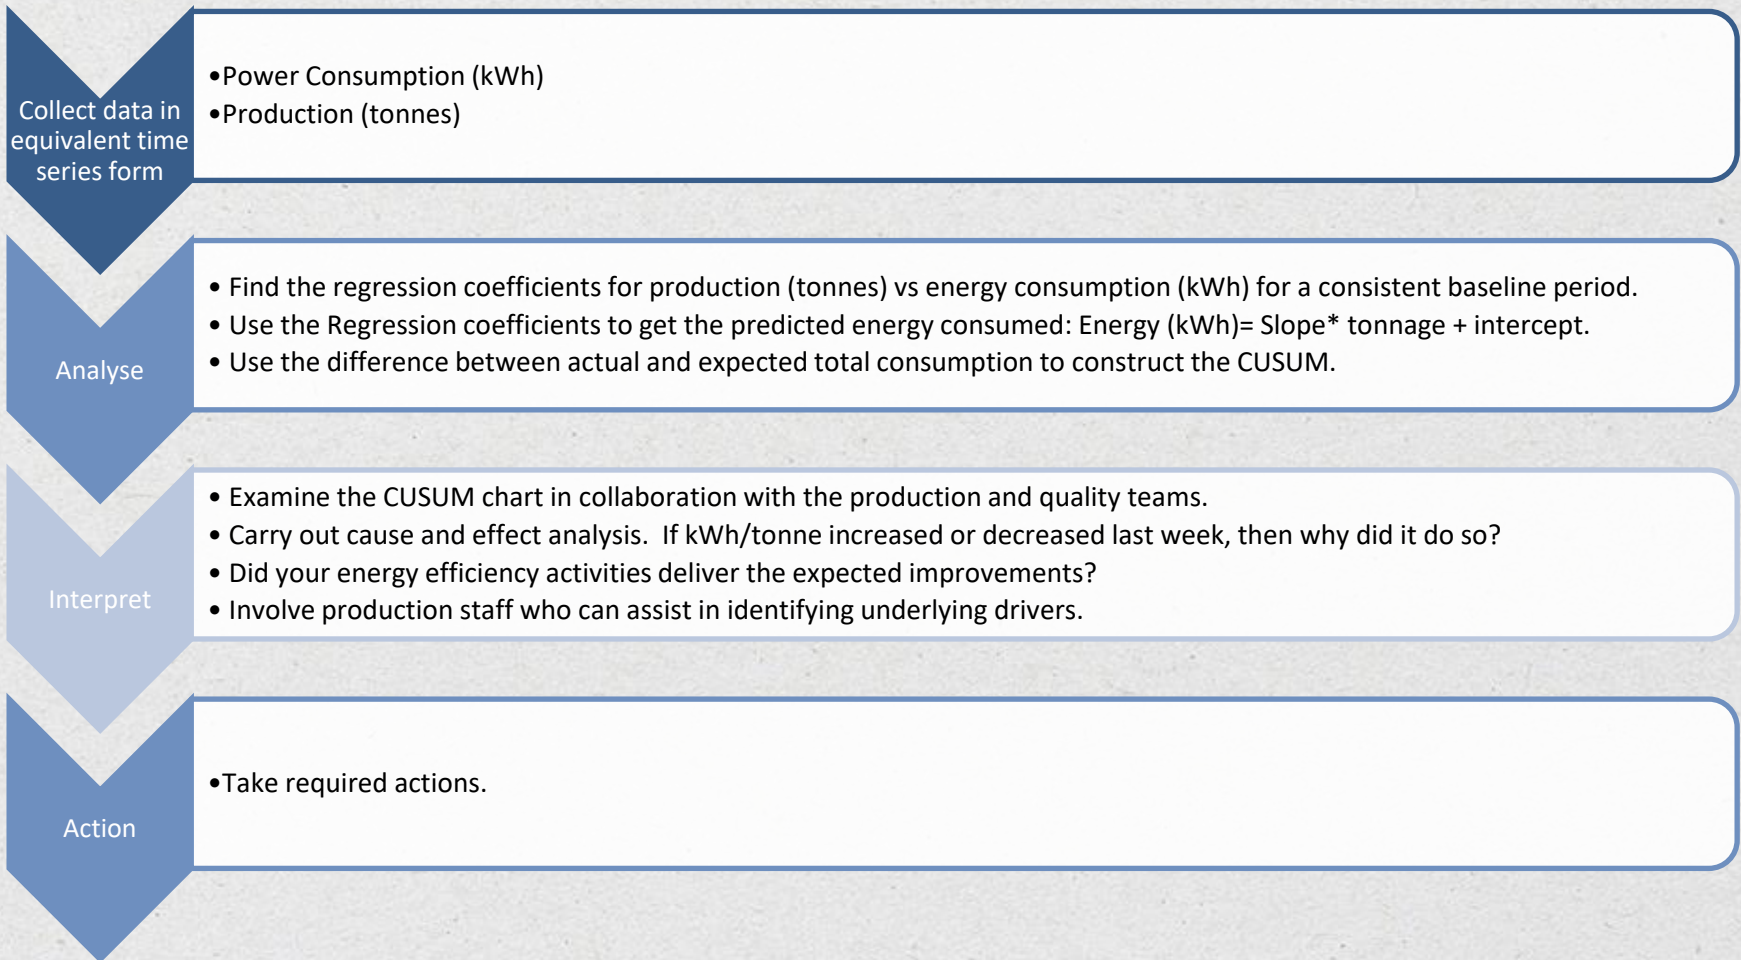 Collect data in
equivalent time
series form
•Power Consumption (kWh)
•Production (tonnes)
Analyse
• Find the regression coefficients for production (tonnes) vs energy consumption (kWh) for a consistent baseline period.
• Use the Regression coefficients to get the predicted energy consumed: Energy (kWh)= Slope* tonnage + intercept.
• Use the difference between actual and expected total consumption to construct the CUSUM.
Interpret
• Examine the CUSUM chart in collaboration with the production and quality teams.
• Carry out cause and effect analysis.  If kWh/tonne increased or decreased last week, then why did it do so?
• Did your energy efficiency activities deliver the expected improvements?
• Involve production staff who can assist in identifying underlying drivers.
Action
•Take required actions.